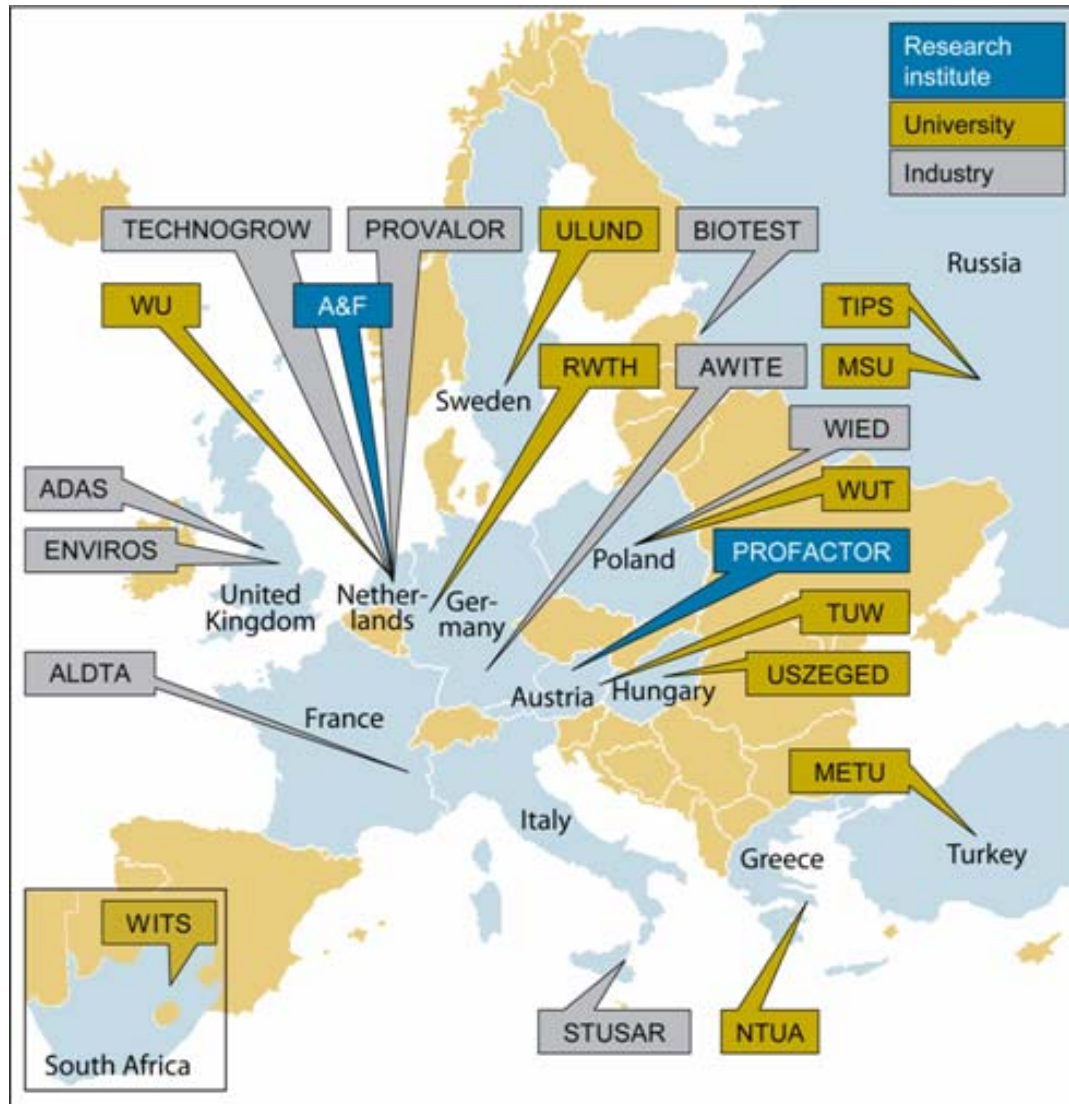 Research
institute
University
Industry
TECHNOGROW
PROVALOR
ULUND
BIOTEST
Russia
WU
A&F
TIPS
RWTH
AWITE
MSU
Sweden
WIED
ADAS
WUT
ENVIROS
Poland
PROFACTOR
United
Kingdom
Nether-
lands
Ger-
many
TUW
ALDTA
Austria
Hungary
USZEGED
France
METU
Italy
Greece
Turkey
WITS
STUSAR
NTUA
South Africa